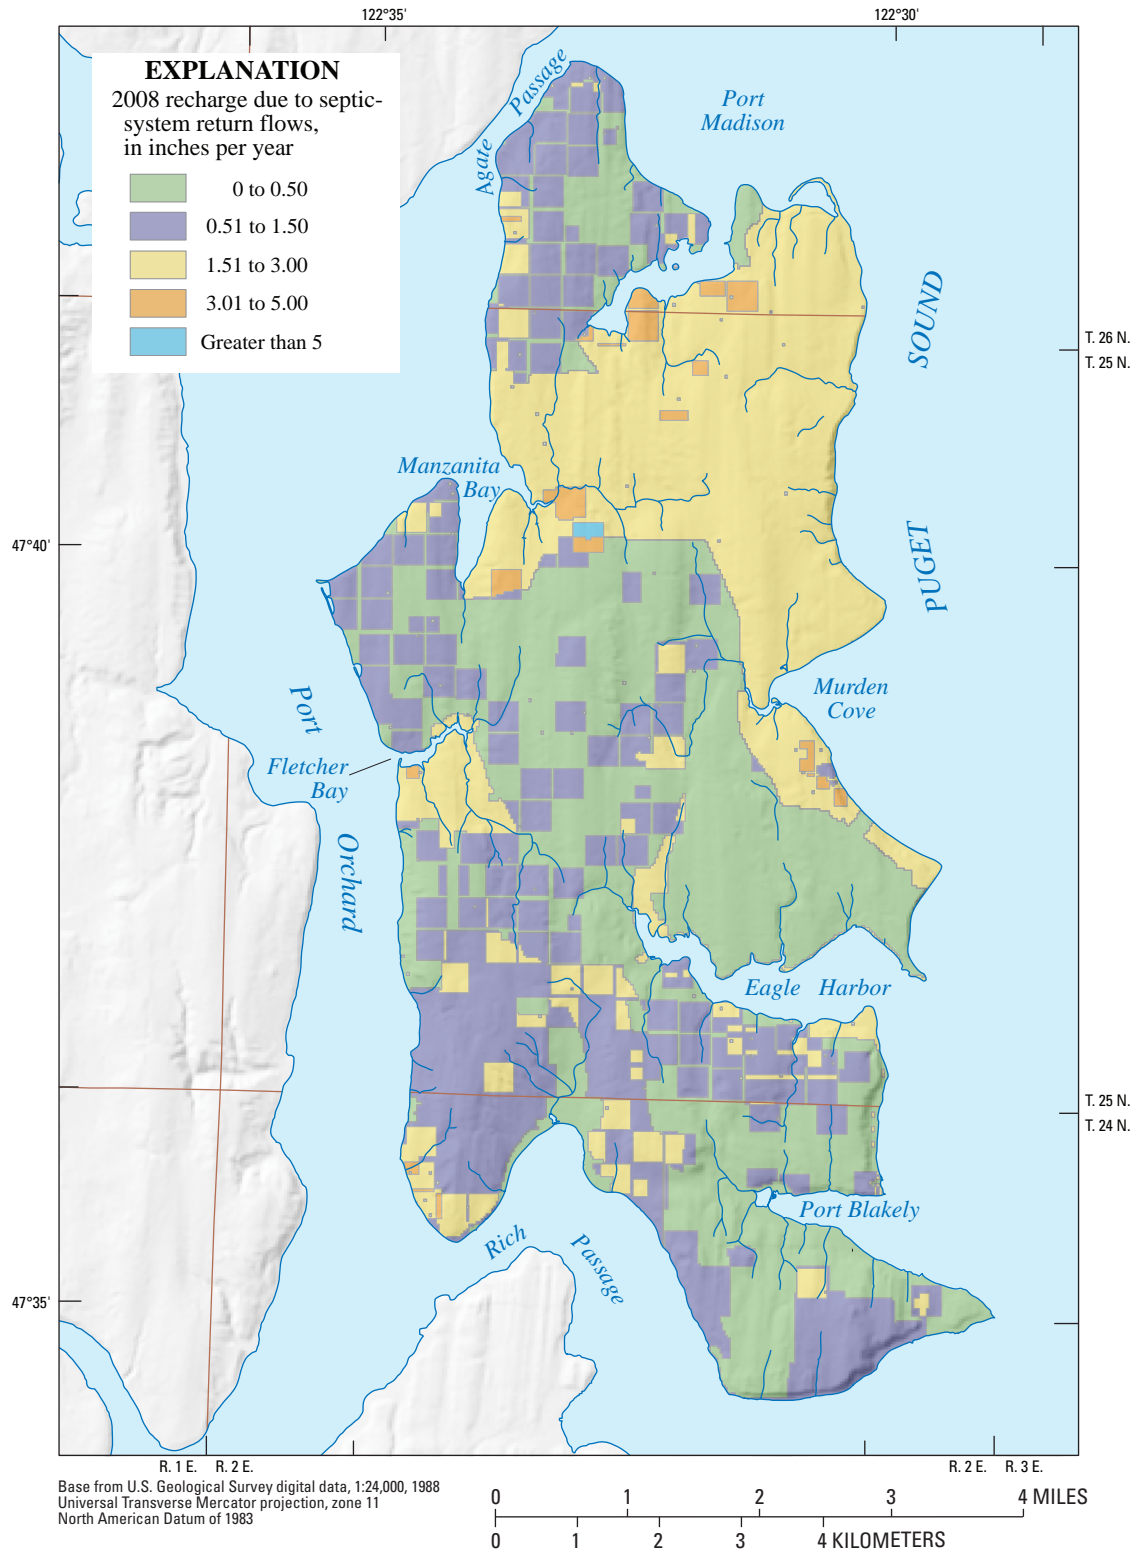 122°35'
122°30'
EXPLANATION
2008 recharge due to septic-
system return flows,
in inches per year
0 to 0.50
0.51 to 1.50
1.51 to 3.00
3.01 to 5.00
Greater than 5
Agate Passage
Port
Madison
PUGET SOUND
T. 26 N.
T. 25 N.
Manzanita
Bay
47°40'
Murden
Cove
Port Orchard
Fletcher
Bay
Eagle Harbor
T. 25 N.
T. 24 N.
Port Blakely
Rich Passage
47°35'
R. 1 E. R. 2 E.
R. 2 E. R. 3 E.
Base from U.S. Geological Survey digital data, 1:24,000, 1988
Universal Transverse Mercator projection, zone 11
North American Datum of 1983
0 1 2 3 4 MILES
0 1 2 3 4 KILOMETERS